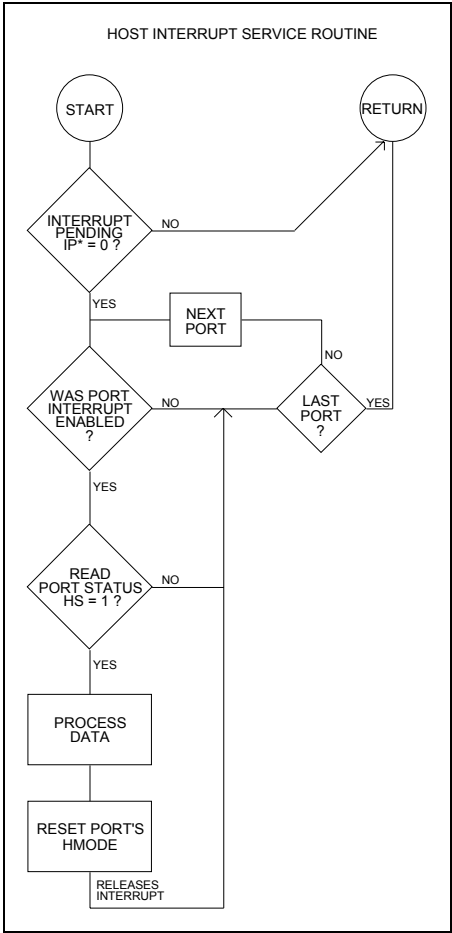 HOST INTERRUPT SERVICE ROUTINE
START
RETURN
INTERRUPT
PENDING
IP* = 0 ?
NO
YES
NEXT
PORT
NO
WAS PORT
INTERRUPT
ENABLED
?
NO
LAST
PORT
?
YES
YES
READ
PORT STATUS
HS = 1 ?
NO
YES
PROCESS
DATA
RESET PORT'S
HMODE
RELEASES
INTERRUPT